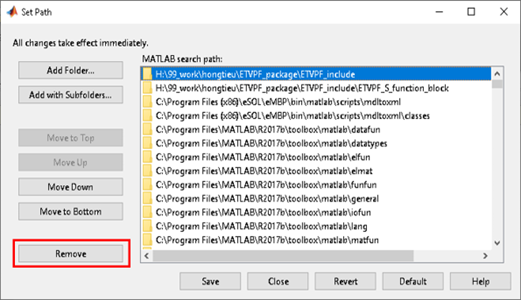 Set Path
All changes take effect immediately.
MATLAB search path:
Add Folder...
Add with Subfolders...
Move to Top
Move Up
Move Down
Move to Bottom
Remove
H:\99_work\hongtieu\ETVPF_package\ETVPF_include
H:\99_work\hongtieu\ETVPF_package\ETVPF_S_function_block
C:\Program Files (x86)\eSOL\eMBP\bin\matlab\scripts\mdltoxml
C:\Program Files (x86)\eSOL\eMBP\bin\matlab\scripts\mdltoxml\classes
C:\Program Files\MATLAB\R2017b\toolbox\matlab\datafun
C:\Program Files\MATLAB\R2017b\toolbox\matlab\datatypes
C:\Program Files\MATLAB\R2017b\toolbox\matlab\elfun
C:\Program Files\MATLAB\R2017b\toolbox\matlab\elmat
C:\Program Files\MATLAB\R2017b\toolbox\matlab\funfun
C:\Program Files\MATLAB\R2017b\toolbox\matlab\general
C:\Program Files\MATLAB\R2017b\toolbox\matlab\iofun
C:\Program Files\MATLAB\R2017b\toolbox\matlab\lang
C:\Program Files\MATLAB\R2017b\toolbox\matlab\matfun
Save
Close
Revert
Default
Help